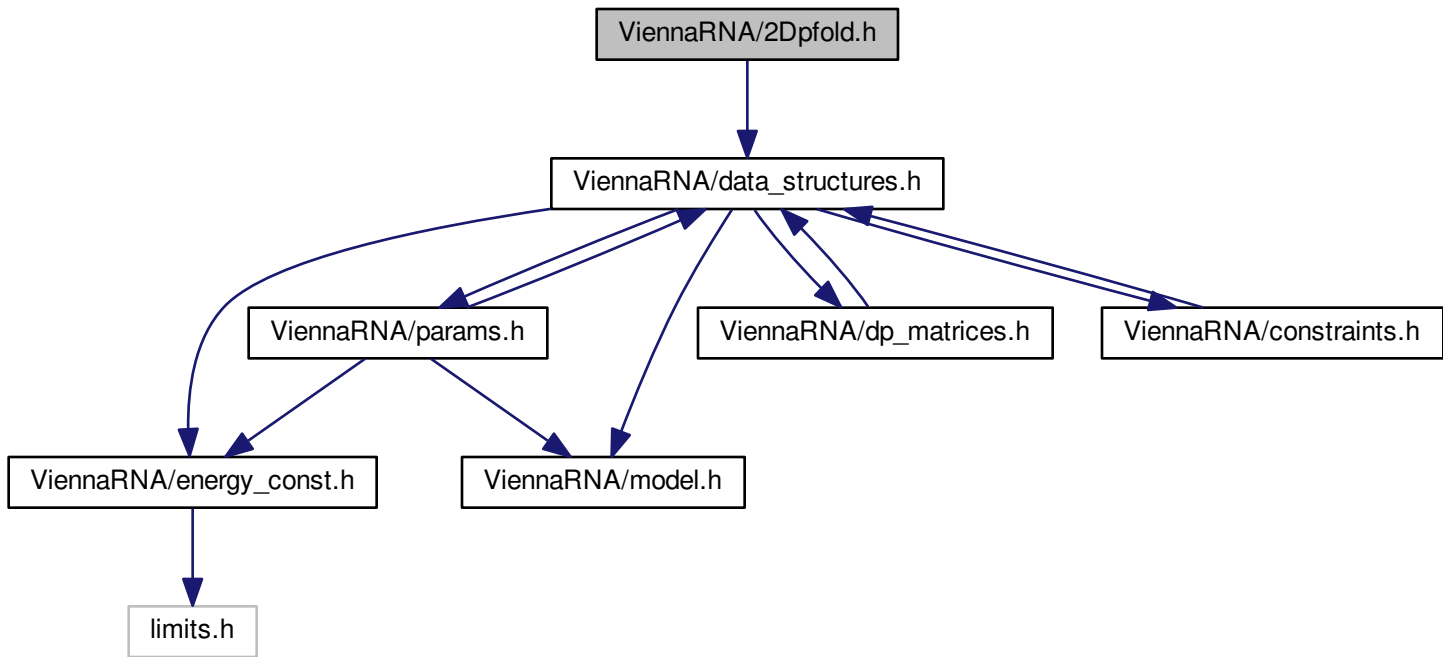 ViennaRNA/2Dpfold.h
ViennaRNA/data_structures.h
ViennaRNA/params.h
ViennaRNA/dp_matrices.h
ViennaRNA/constraints.h
ViennaRNA/energy_const.h
ViennaRNA/model.h
limits.h